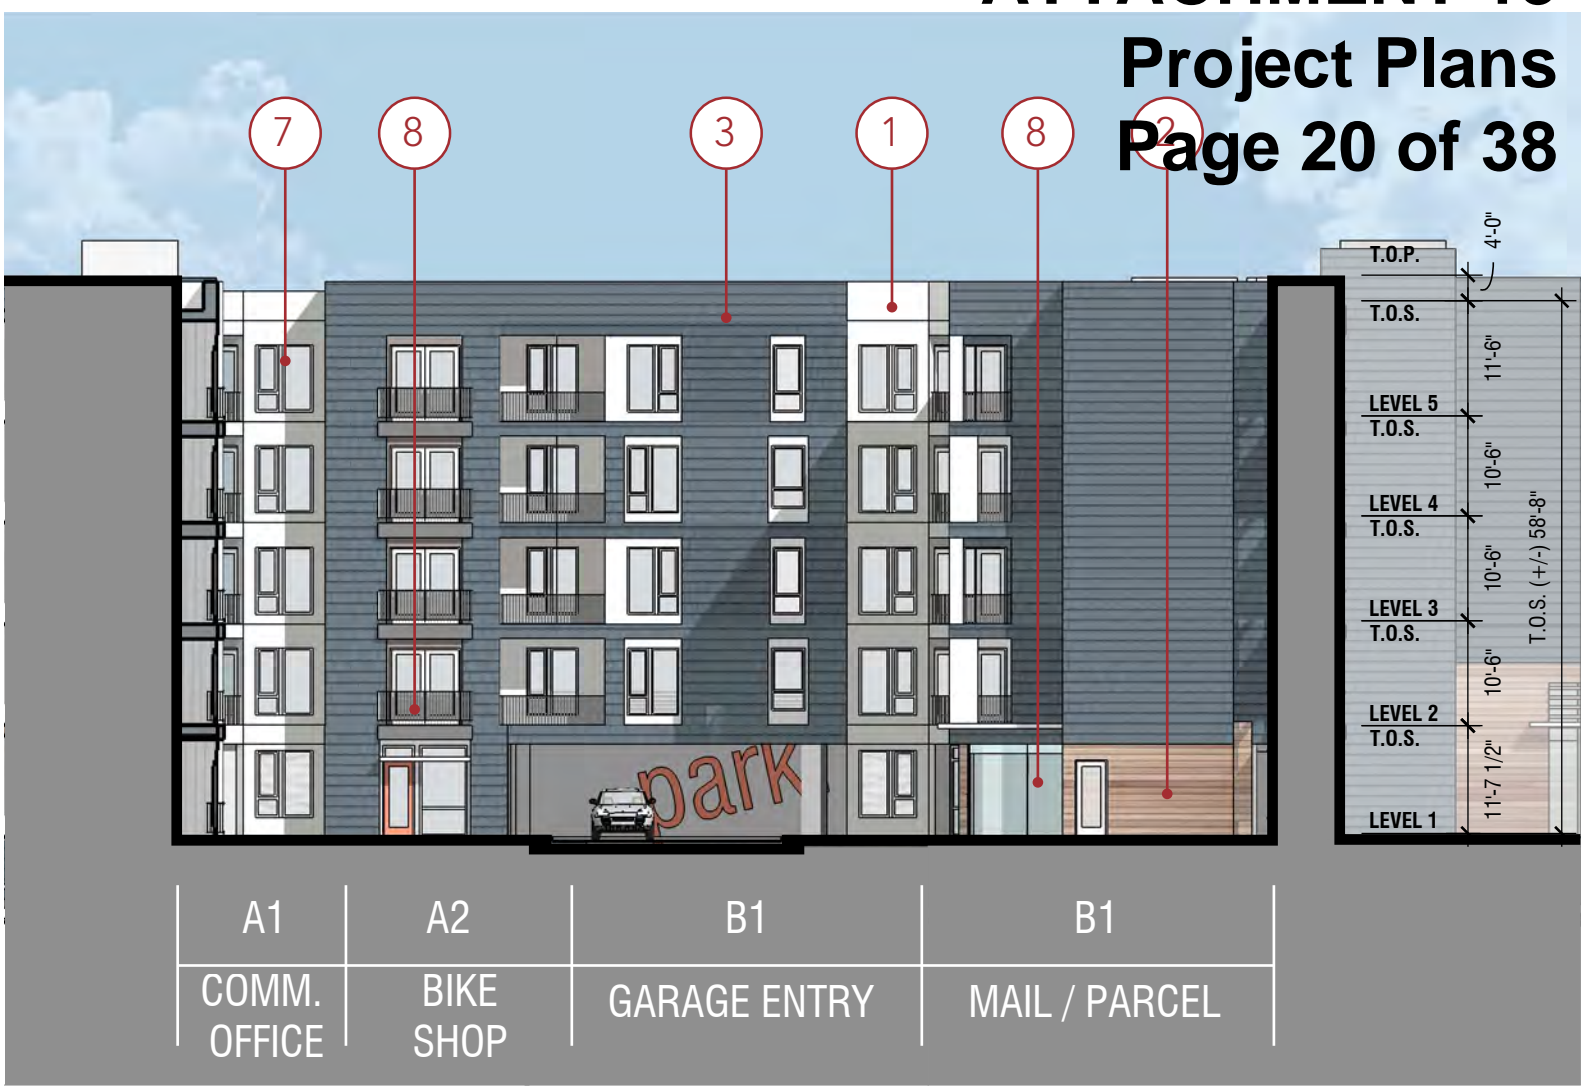 Project Plans
Page 20 of 38
7
8
3
1
8
2
4'-0"
T.O.P.
T.O.S.
11'-6"
LEVEL 5
T.O.S.
10'-6"
LEVEL 4
T.O.S.
10'-6"
T.O.S. (+/-) 58'-8"
LEVEL 3
T.O.S.
10'-6"
LEVEL 2
T.O.S.
11'-7 1/2"
LEVEL 1
park
A1
A2
B1
B1
COMM.
OFFICE
BIKE
SHOP
GARAGE ENTRY
MAIL / PARCEL